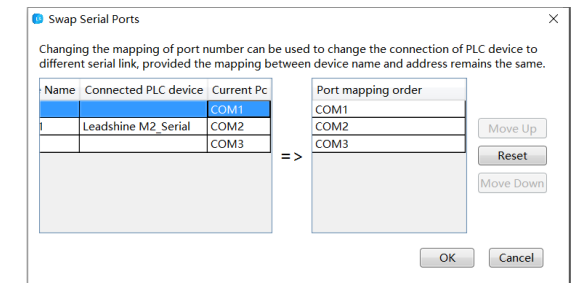 Swap Serial Ports
Changing the mapping of port number can be used to change the connection of PLC device to
different serial link, provided the mapping between device name and address remains the same.
Name Connected PLC device Current Pc Port mapping order
COM1 COM1
Leadshine M2_Serial COM2 COM2 Move Up
COM3 COM3
=> Reset
Move Down
OK Cancel